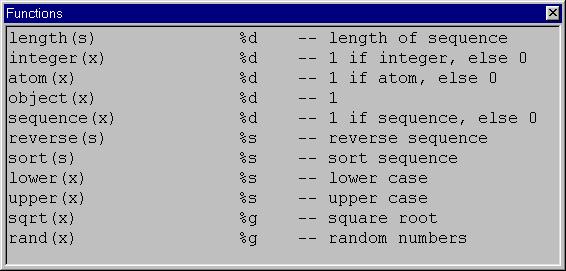 Functions
length(s) %d -- length of sequence
integer(x) %d -- 1 if integer, else 0
atom(x) %d -- 1 if atom, else 0
object(x) %d -- 1
sequence(x) %d -- 1 if sequence, else 0
reverse(s) %s -- reverse sequence
sort(s) %s -- sort sequence
lower(x) %s -- lower case
upper(x) %s -- upper case
sqrt(x) %g -- square root
rand(x) %g -- random numbers